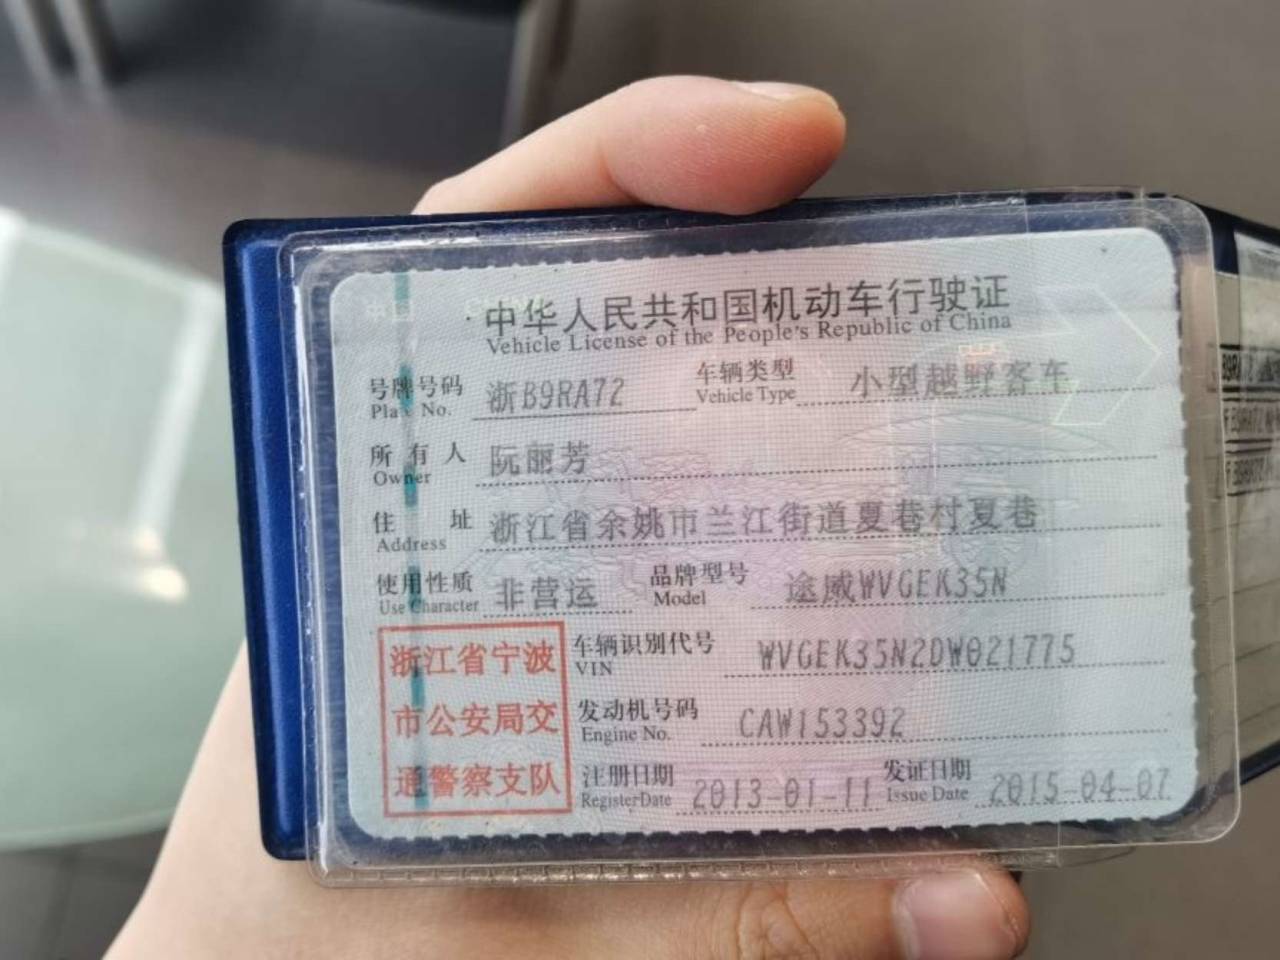 中华人民共和国机动车行驶证
Vehicle License of the People's Republic of China
号牌号码 浙B9RA72 车辆类型 小型越野客车
Plate No. Vehicle Type
所有人 阮丽芳
Owner
住址 浙江省余姚市兰江街道夏巷村夏巷
Address
使用性质 非营运 品牌型号 途威WVGEK35N
Use Character Model
浙江省宁波
市公安局交
通警察支队
车辆识别代号 WVGEK35N2DW021775
VIN
发动机号码 CAW153392
Engine No.
注册日期 2013-01-11 发证日期 2015-04-07
Register Date Issue Date